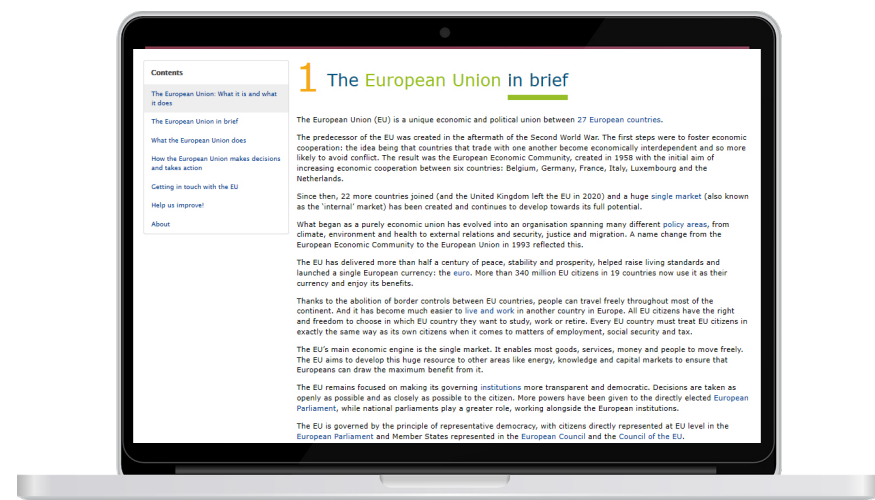 Contents
The European Union: What it is and what
it does
The European Union in brief
What the European Union does
How the European Union makes decisions
and takes action
Getting in touch with the EU
Help us improve!
About
1 The European Union in brief
The European Union (EU) is a unique economic and political union between 27 European countries.
The predecessor of the EU was created in the aftermath of the Second World War. The first steps were to foster economic
cooperation: the idea being that countries that trade with one another become economically interdependent and so more
likely to avoid conflict. The result was the European Economic Community, created in 1958 with the initial aim of
increasing economic cooperation between six countries: Belgium, Germany, France, Italy, Luxembourg and the
Netherlands.
Since then, 22 more countries joined (and the United Kingdom left the EU in 2020) and a huge single market (also known
as the 'internal' market) has been created and continues to develop towards its full potential.
What began as a purely economic union has evolved into an organisation spanning many different policy areas, from
climate, environment and health to external relations and security, justice and migration. A name change from the
European Economic Community to the European Union in 1993 reflected this.
The EU has delivered more than half a century of peace, stability and prosperity, helped raise living standards and
launched a single European currency: the euro. More than 340 million EU citizens in 19 countries now use it as their
currency and enjoy its benefits.
Thanks to the abolition of border controls between EU countries, people can travel freely throughout most of the
continent. And it has become much easier to live and work in another country in Europe. All EU citizens have the right
and freedom to choose in which EU country they want to study, work or retire. Every EU country must treat EU citizens in
exactly the same way as its own citizens when it comes to matters of employment, social security and tax.
The EU's main economic engine is the single market. It enables most goods, services, money and people to move freely.
The EU aims to develop this huge resource to other areas like energy, knowledge and capital markets to ensure that
Europeans can draw the maximum benefit from it.
The EU remains focused on making its governing institutions more transparent and democratic. Decisions are taken as
openly as possible and as closely as possible to the citizen. More powers have been given to the directly elected European
Parliament, while national parliaments play a greater role, working alongside the European institutions.
The EU is governed by the principle of representative democracy, with citizens directly represented at EU level in the
European Parliament and Member States represented in the European Council and the Council of the EU.